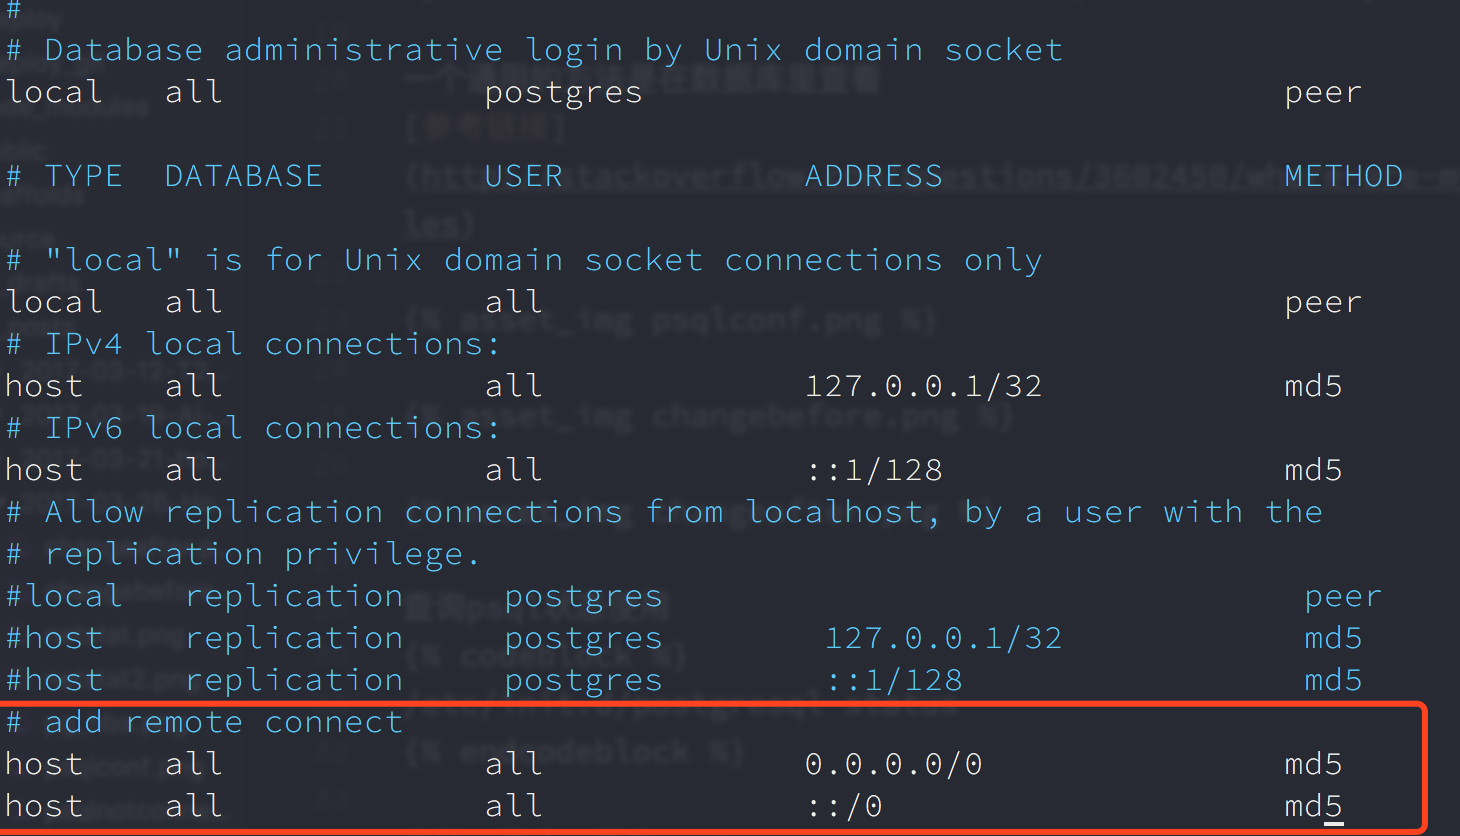 #
# Database administrative login by Unix domain socket
local all postgres peer
# TYPE DATABASE USER ADDRESS METHOD
# "local" is for Unix domain socket connections only
local all all peer
# IPv4 local connections:
host all all 127.0.0.1/32 md5
# IPv6 local connections:
host all all ::1/128 md5
# Allow replication connections from localhost, by a user with the
# replication privilege.
#local replication postgres peer
#host replication postgres 127.0.0.1/32 md5
#host replication postgres ::1/128 md5
# add remote connect
host all all 0.0.0.0/0 md5
host all all ::/0 md5